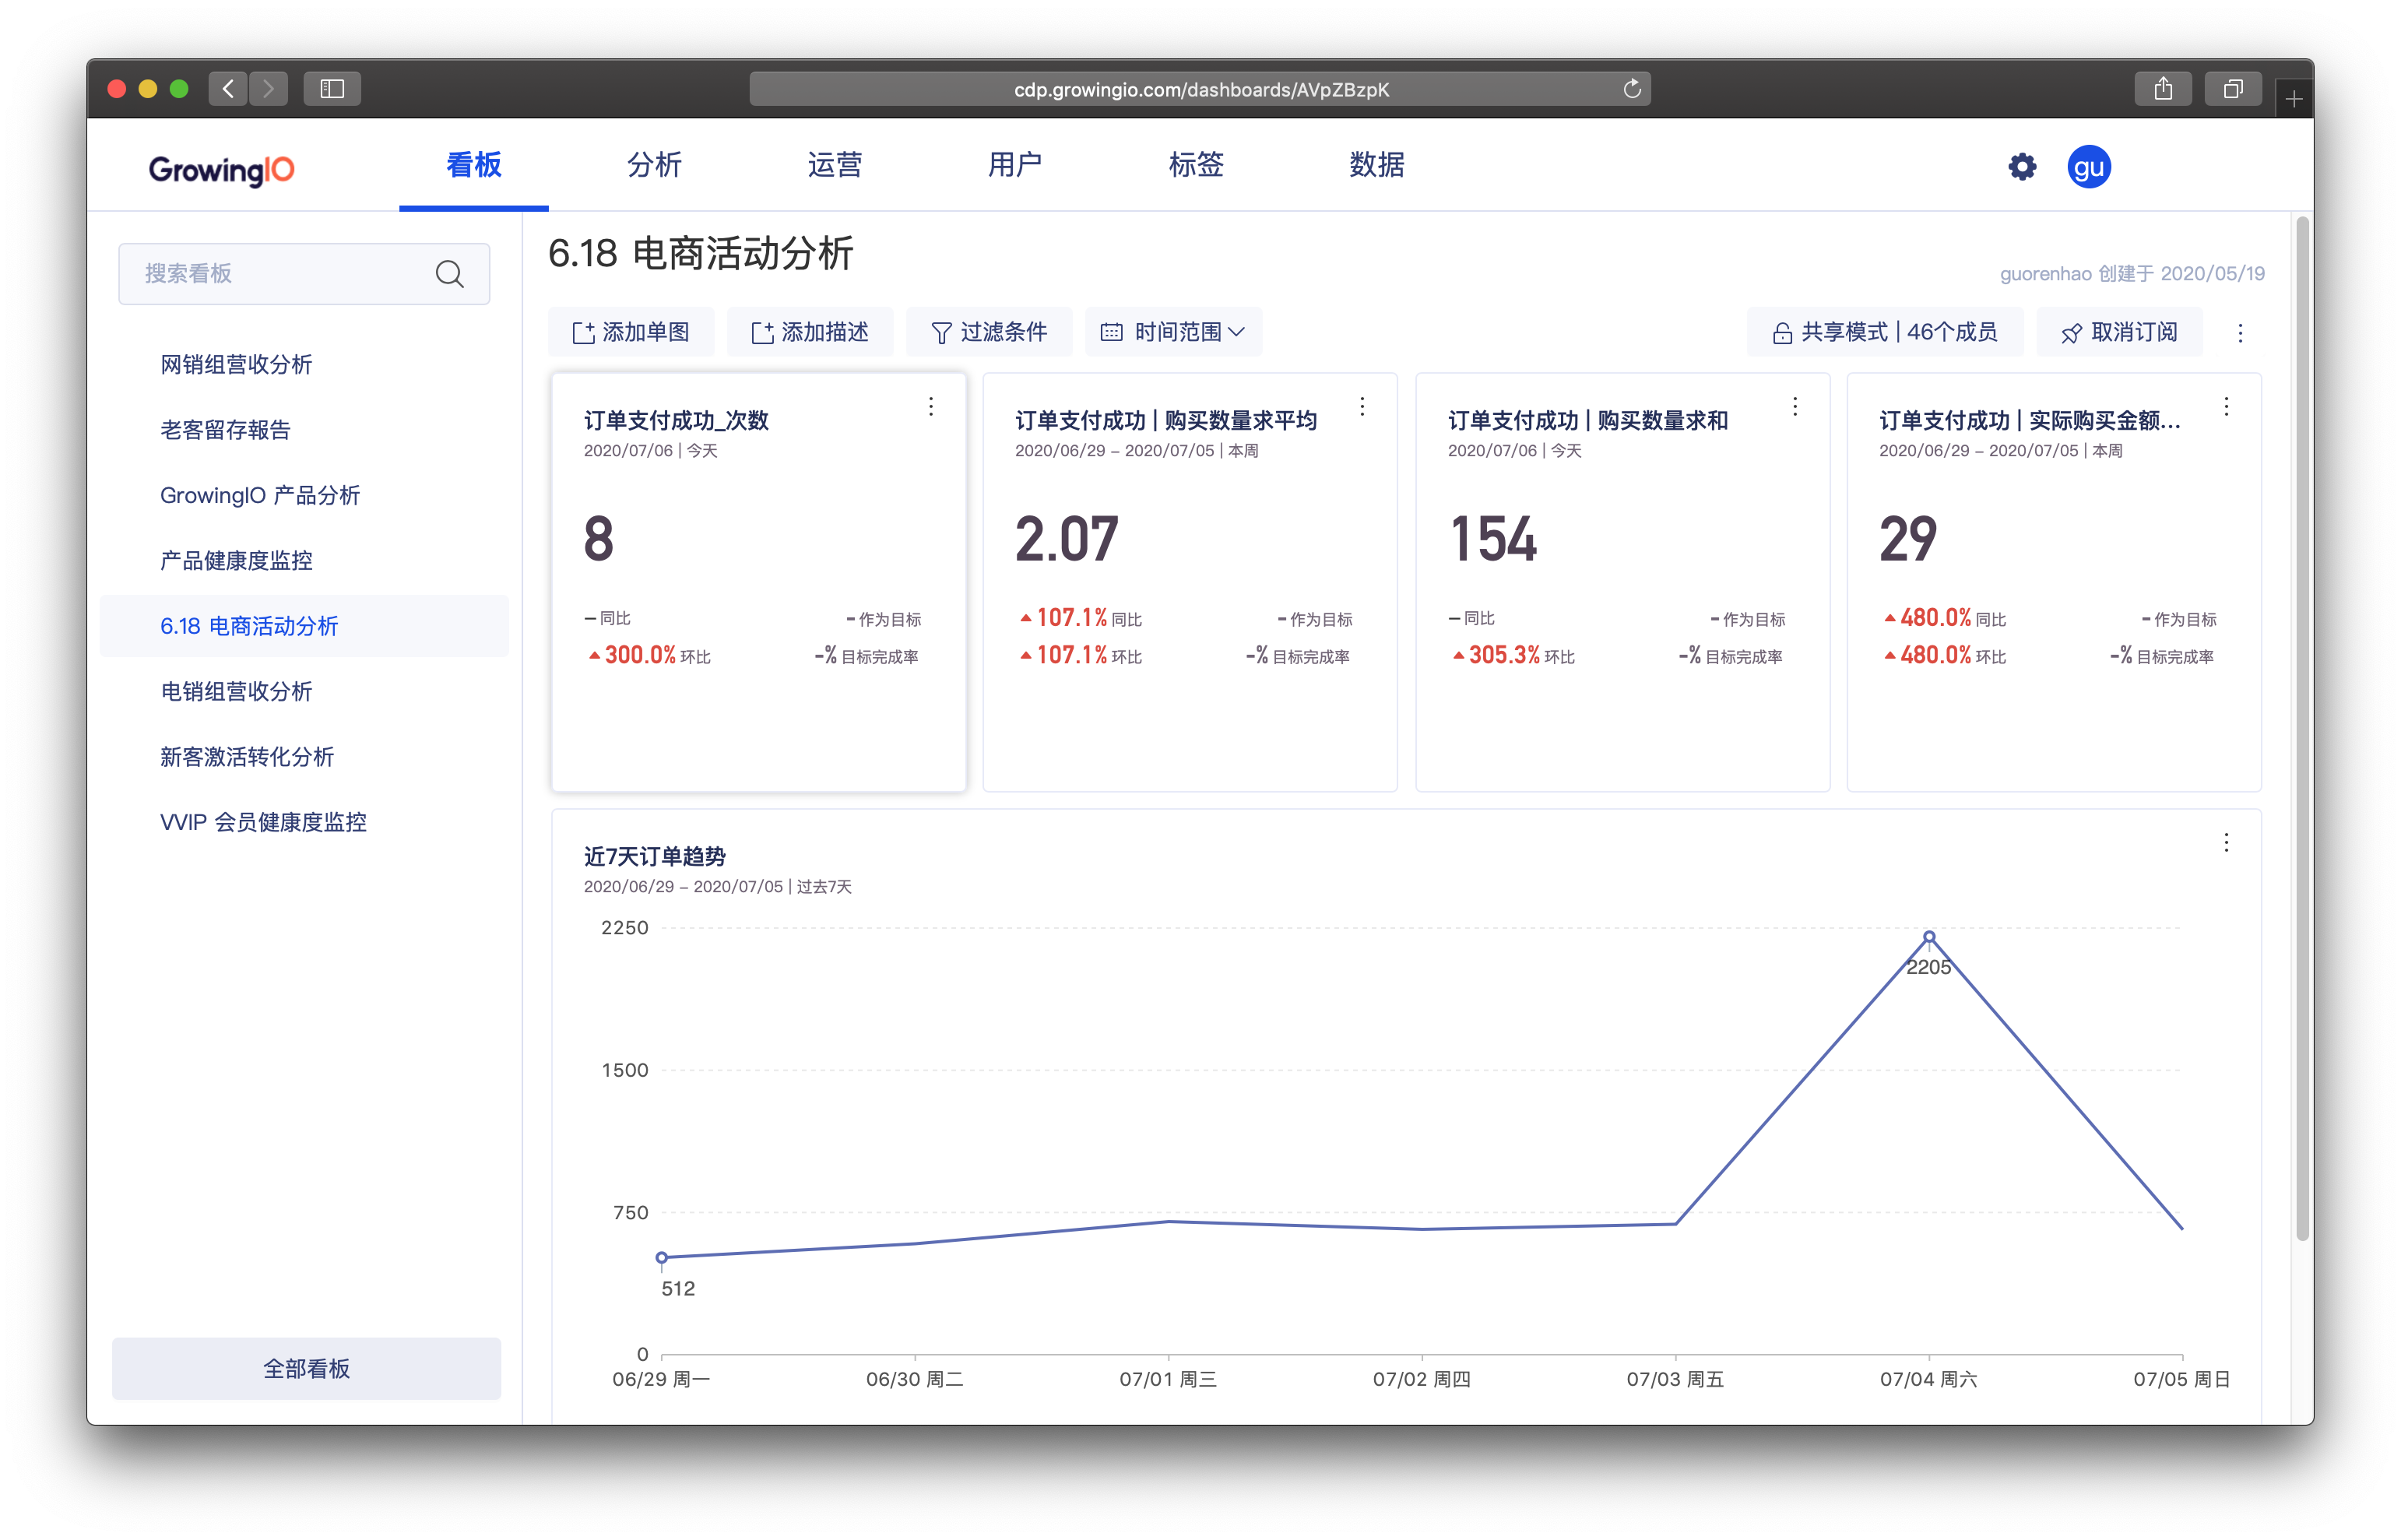 cdp.growingio.com/dashboards/AVpZBzpK
GrowingIO
看板
分析
运营
用户
标签
数据
gu
搜索看板
网销组营收分析
老客留存報告
GrowingIO 产品分析
产品健康度监控
6.18 电商活动分析
电销组营收分析
新客激活转化分析
VVIP 会员健康度监控
全部看板
6.18 电商活动分析
guorenhao 创建于 2020/05/19
添加单图
添加描述
过滤条件
时间范围
共享模式 | 46个成员
取消订阅
订单支付成功_次数
2020/07/06 | 今天
8
– 同比
- 作为目标
300.0% 环比
-% 目标完成率
订单支付成功 | 购买数量求平均
2020/06/29 – 2020/07/05 | 本周
2.07
107.1% 同比
- 作为目标
107.1% 环比
-% 目标完成率
订单支付成功 | 购买数量求和
2020/07/06 | 今天
154
– 同比
- 作为目标
305.3% 环比
-% 目标完成率
订单支付成功 | 实际购买金额...
2020/06/29 – 2020/07/05 | 本周
29
480.0% 同比
- 作为目标
480.0% 环比
-% 目标完成率
近7天订单趋势
2020/06/29 – 2020/07/05 | 过去7天
2250
2205
1500
750
512
0
06/29 周一
06/30 周二
07/01 周三
07/02 周四
07/03 周五
07/04 周六
07/05 周日